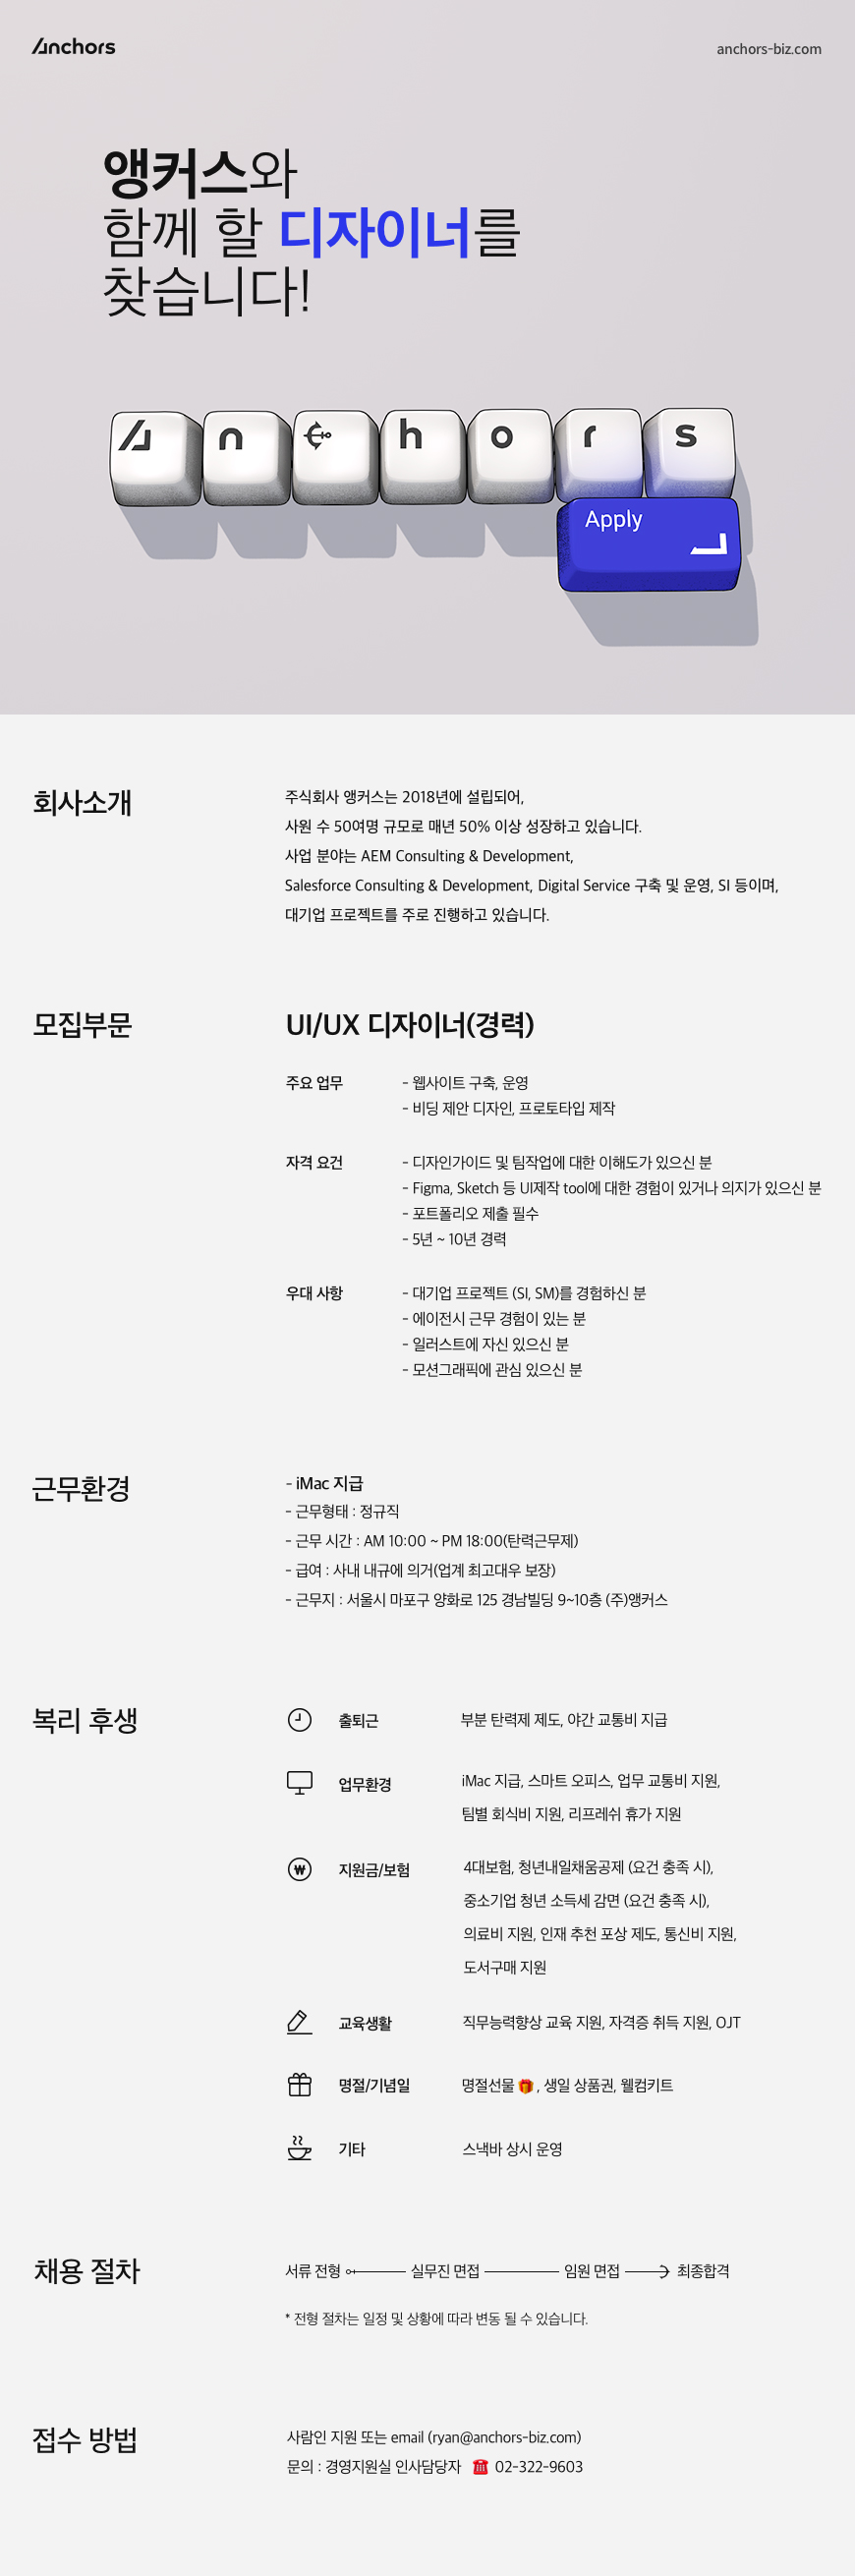 Anchors
anchors-biz.com
앵커스와
함께 할 디자이너를
찾습니다!
A n c h o r s
Apply
회사소개
주식회사 앵커스는 2018년에 설립되어,
사원 수 50여명 규모로 매년 50% 이상 성장하고 있습니다.
사업 분야는 AEM Consulting & Development,
Salesforce Consulting & Development, Digital Service 구축 및 운영, SI 등이며,
대기업 프로젝트를 주로 진행하고 있습니다.
모집부문
UI/UX 디자이너(경력)
주요 업무
- 웹사이트 구축, 운영
- 비딩 제안 디자인, 프로토타입 제작
자격 요건
- 디자인가이드 및 팀작업에 대한 이해도가 있으신 분
- Figma, Sketch 등 UI제작 tool에 대한 경험이 있거나 의지가 있으신 분
- 포트폴리오 제출 필수
- 5년 ~ 10년 경력
우대 사항
- 대기업 프로젝트 (SI, SM)를 경험하신 분
- 에이전시 근무 경험이 있는 분
- 일러스트에 자신 있으신 분
- 모션그래픽에 관심 있으신 분
근무환경
- iMac 지급
- 근무형태 : 정규직
- 근무 시간 : AM 10:00 ~ PM 18:00(탄력근무제)
- 급여 : 사내 내규에 의거(업계 최고대우 보장)
- 근무지 : 서울시 마포구 양화로 125 경남빌딩 9~10층 (주)앵커스
복리 후생
출퇴근
부분 탄력제 제도, 야간 교통비 지급
업무환경
iMac 지급, 스마트 오피스, 업무 교통비 지원,
팀별 회식비 지원, 리프레쉬 휴가 지원
지원금/보험
4대보험, 청년내일채움공제 (요건 충족 시),
중소기업 청년 소득세 감면 (요건 충족 시),
의료비 지원, 인재 추천 포상 제도, 통신비 지원,
도서구매 지원
교육생활
직무능력향상 교육 지원, 자격증 취득 지원, OJT
명절/기념일
명절선물🎁, 생일 상품권, 웰컴키트
기타
스낵바 상시 운영
채용 절차
서류 전형 실무진 면접 임원 면접 최종합격
* 전형 절차는 일정 및 상황에 따라 변동 될 수 있습니다.
접수 방법
사람인 지원 또는 email (ryan@anchors-biz.com)
문의 : 경영지원실 인사담당자 ☎ 02-322-9603